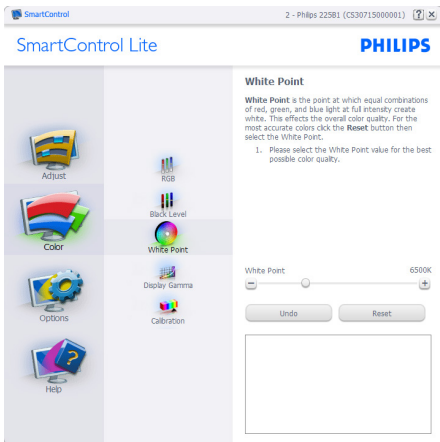 SmartControl
2 - Philips 225B1 (CS30715000001)
?
×
SmartControl Lite
PHILIPS
Adjust
Color
Options
Help
RGB
Black Level
White Point
Display Gamma
Calibration
White Point
White Point is the point at which equal combinations
of red, green, and blue light at full intensity create
white. This effects the overall color quality. For the
most accurate colors click the Reset button then
select the White Point.
1. Please select the White Point value for the best
possible color quality.
White Point
6500K
Undo
Reset